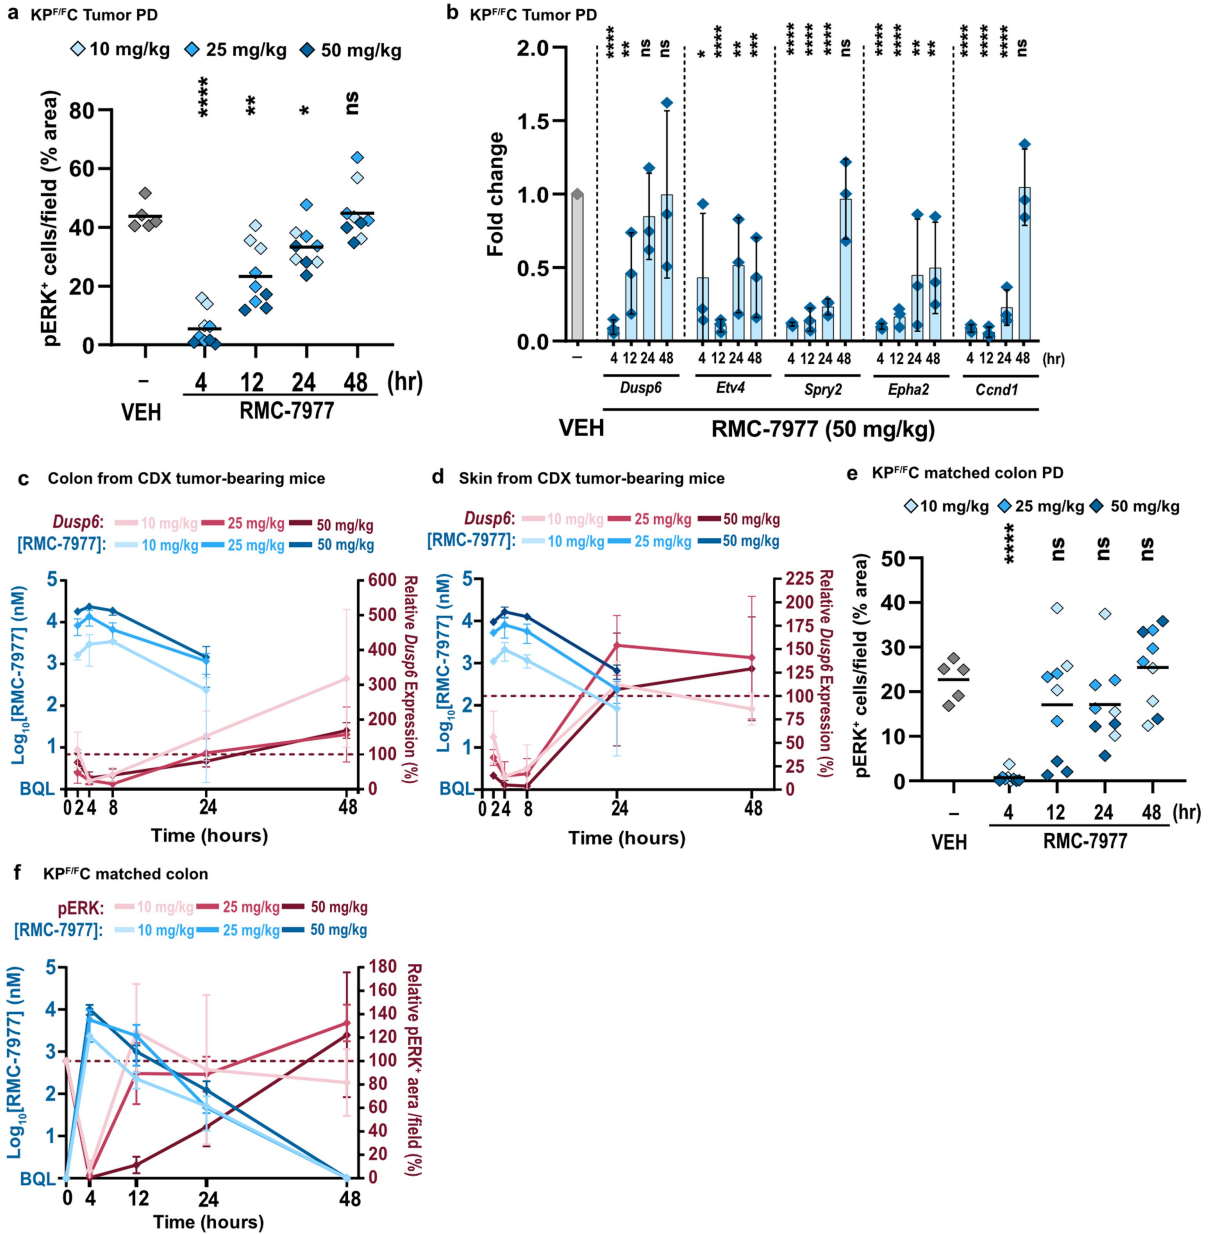 a KPF/FC Tumor PD
10 mg/kg 25 mg/kg 50 mg/kg
**** ** * ns
pERK+ cells/field (% area)
80
60
40
20
0
– 4 12 24 48 (hr)
VEH RMC-7977
b KPF/FC Tumor PD
**** ** ns ns * **** ** *** **** **** **** ns **** **** ** ** **** **** **** ns
Fold change
2.0
1.5
1.0
0.5
0.0
– 4 12 24 48 4 12 24 48 4 12 24 48 4 12 24 48 4 12 24 48 (hr)
Dusp6 Etv4 Spry2 Epha2 Ccnd1
VEH RMC-7977 (50 mg/kg)
c Colon from CDX tumor-bearing mice
Dusp6: 10 mg/kg 25 mg/kg 50 mg/kg
[RMC-7977]: 10 mg/kg 25 mg/kg 50 mg/kg
Log10[RMC-7977] (nM)
5
4
3
2
1
BQL
600
500
400
300
200
100
0
Relative Dusp6 Expression (%)
0 2 4 8 24 48
Time (hours)
d Skin from CDX tumor-bearing mice
Dusp6: 10 mg/kg 25 mg/kg 50 mg/kg
[RMC-7977]: 10 mg/kg 25 mg/kg 50 mg/kg
Log10[RMC-7977] (nM)
5
4
3
2
1
BQL
225
200
175
150
125
100
75
50
25
0
Relative Dusp6 Expression (%)
0 2 4 8 24 48
Time (hours)
e KPF/FC matched colon PD
10 mg/kg 25 mg/kg 50 mg/kg
**** ns ns ns
pERK+ cells/field (% area)
50
40
30
20
10
0
– 4 12 24 48 (hr)
VEH RMC-7977
f KPF/FC matched colon
pERK: 10 mg/kg 25 mg/kg 50 mg/kg
[RMC-7977]: 10 mg/kg 25 mg/kg 50 mg/kg
Log10[RMC-7977] (nM)
5
4
3
2
1
BQL
180
160
140
120
100
80
60
40
20
0
Relative pERK+ aera /field (%)
0 4 12 24 48
Time (hours)